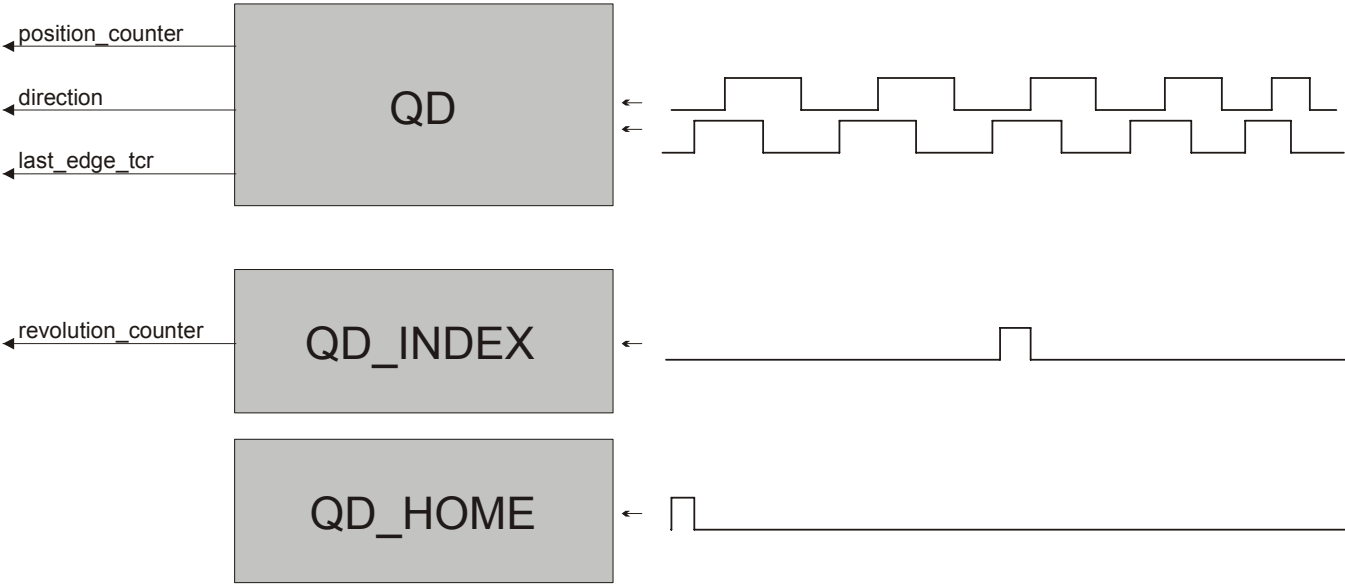 position_counter
direction
QD
last_edge_tcr
revolution_counter
QD_INDEX
QD_HOME